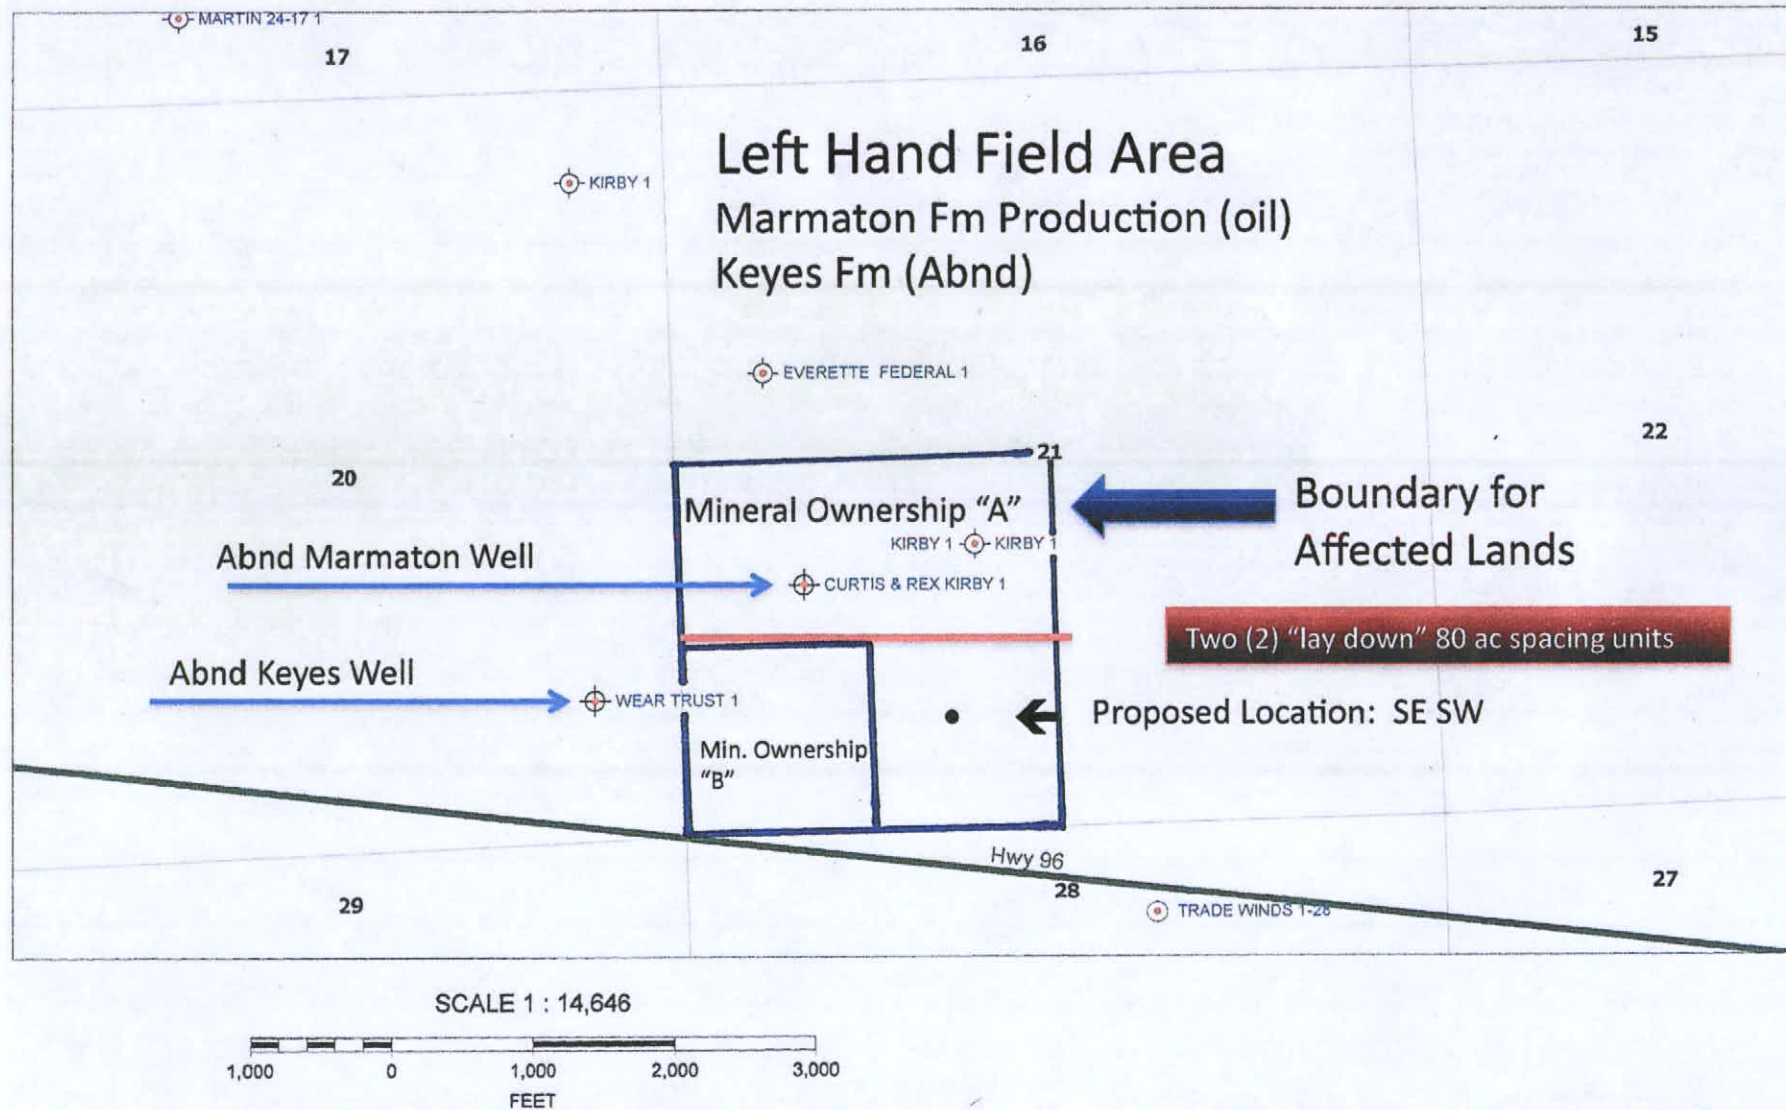 MARTIN 24-17 1
17
16
15
Left Hand Field Area
Marmaton Fm Production (oil)
Keyes Fm (Abnd)
KIRBY 1
EVERETTE FEDERAL 1
22
21
20
Mineral Ownership “A”
Boundary for
Affected Lands
KIRBY 1 KIRBY 1
Abnd Marmaton Well
CURTIS & REX KIRBY 1
Two (2) “lay down” 80 ac spacing units
Abnd Keyes Well
WEAR TRUST 1
Proposed Location: SE SW
Min. Ownership
“B”
Hwy 96
29
28
27
TRADE WINDS 1-28
SCALE 1 : 14,646
1,000 0 1,000 2,000 3,000
FEET